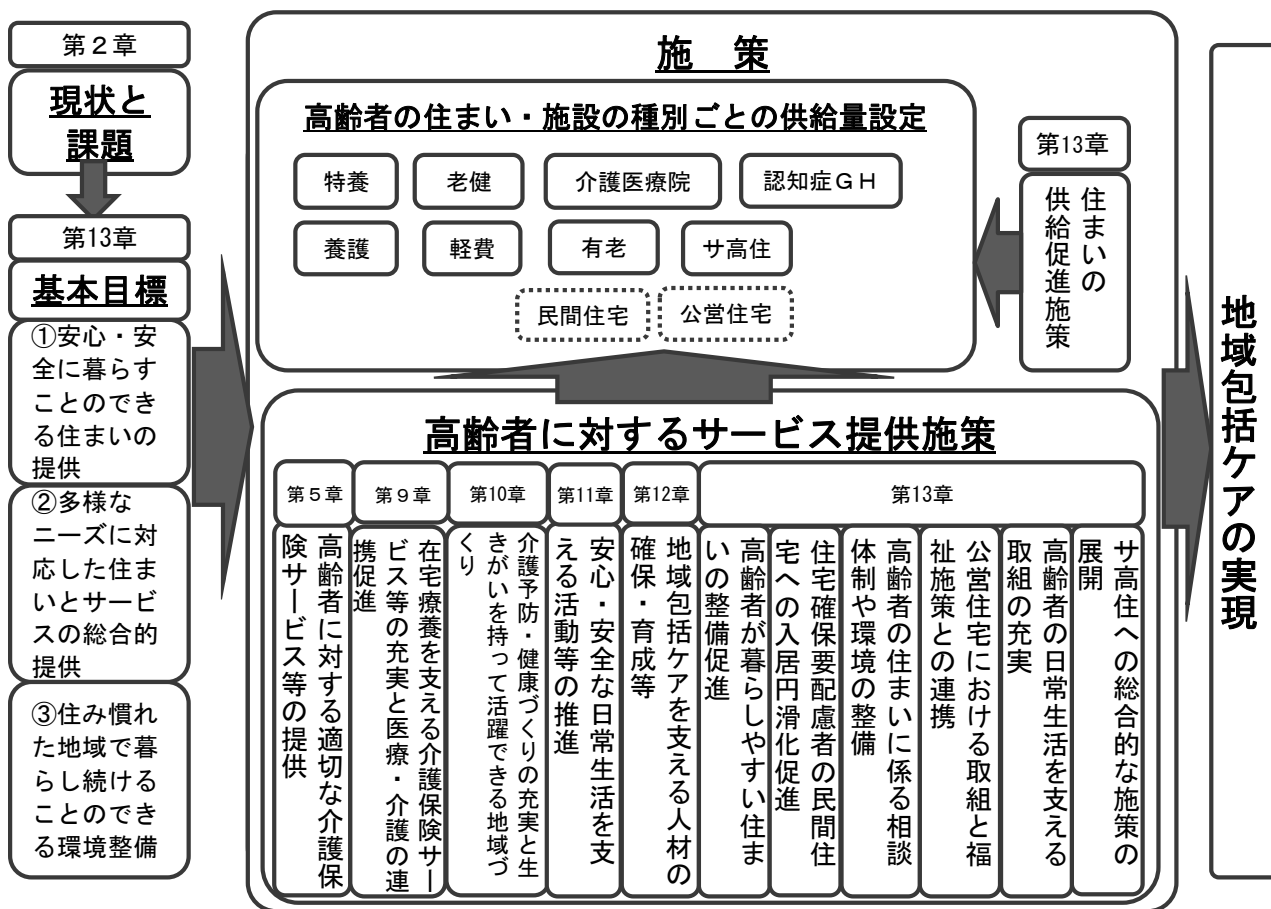 第２章
現状と
課題
第13章
基本目標
①安心・安
全に暮らす
ことのでき
る住まいの
提供
②多様な
ニーズに対
応した住ま
いとサービ
スの総合的
提供
③住み慣れ
た地域で暮
らし続ける
ことのでき
る環境整備
施　策
高齢者の住まい・施設の種別ごとの供給量設定
特養
老健
介護医療院
認知症ＧＨ
養護
軽費
有老
サ高住
民間住宅
公営住宅
第13章
住まいの
供給促進施策
高齢者に対するサービス提供施策
第５章
高齢者に対する適切な介護保
険サービス等の提供
第９章
在宅療養を支える介護保険サー
ビス等の充実と医療・介護の連
携促進
第10章
介護予防・健康づくりの充実と生
きがいを持って活躍できる地域づ
くり
第11章
安心・安全な日常生活を支
える活動等の推進
第12章
地域包括ケアを支える人材の
確保・育成等
第13章
高齢者が暮らしやすい住ま
いの整備促進
住宅確保要配慮者の民間住
宅への入居円滑化促進
高齢者の住まいに係る相談
体制や環境の整備
公営住宅における取組と福
祉施策との連携
高齢者の日常生活を支える
取組の充実
サ高住への総合的な施策の
展開
地域包括ケアの実現